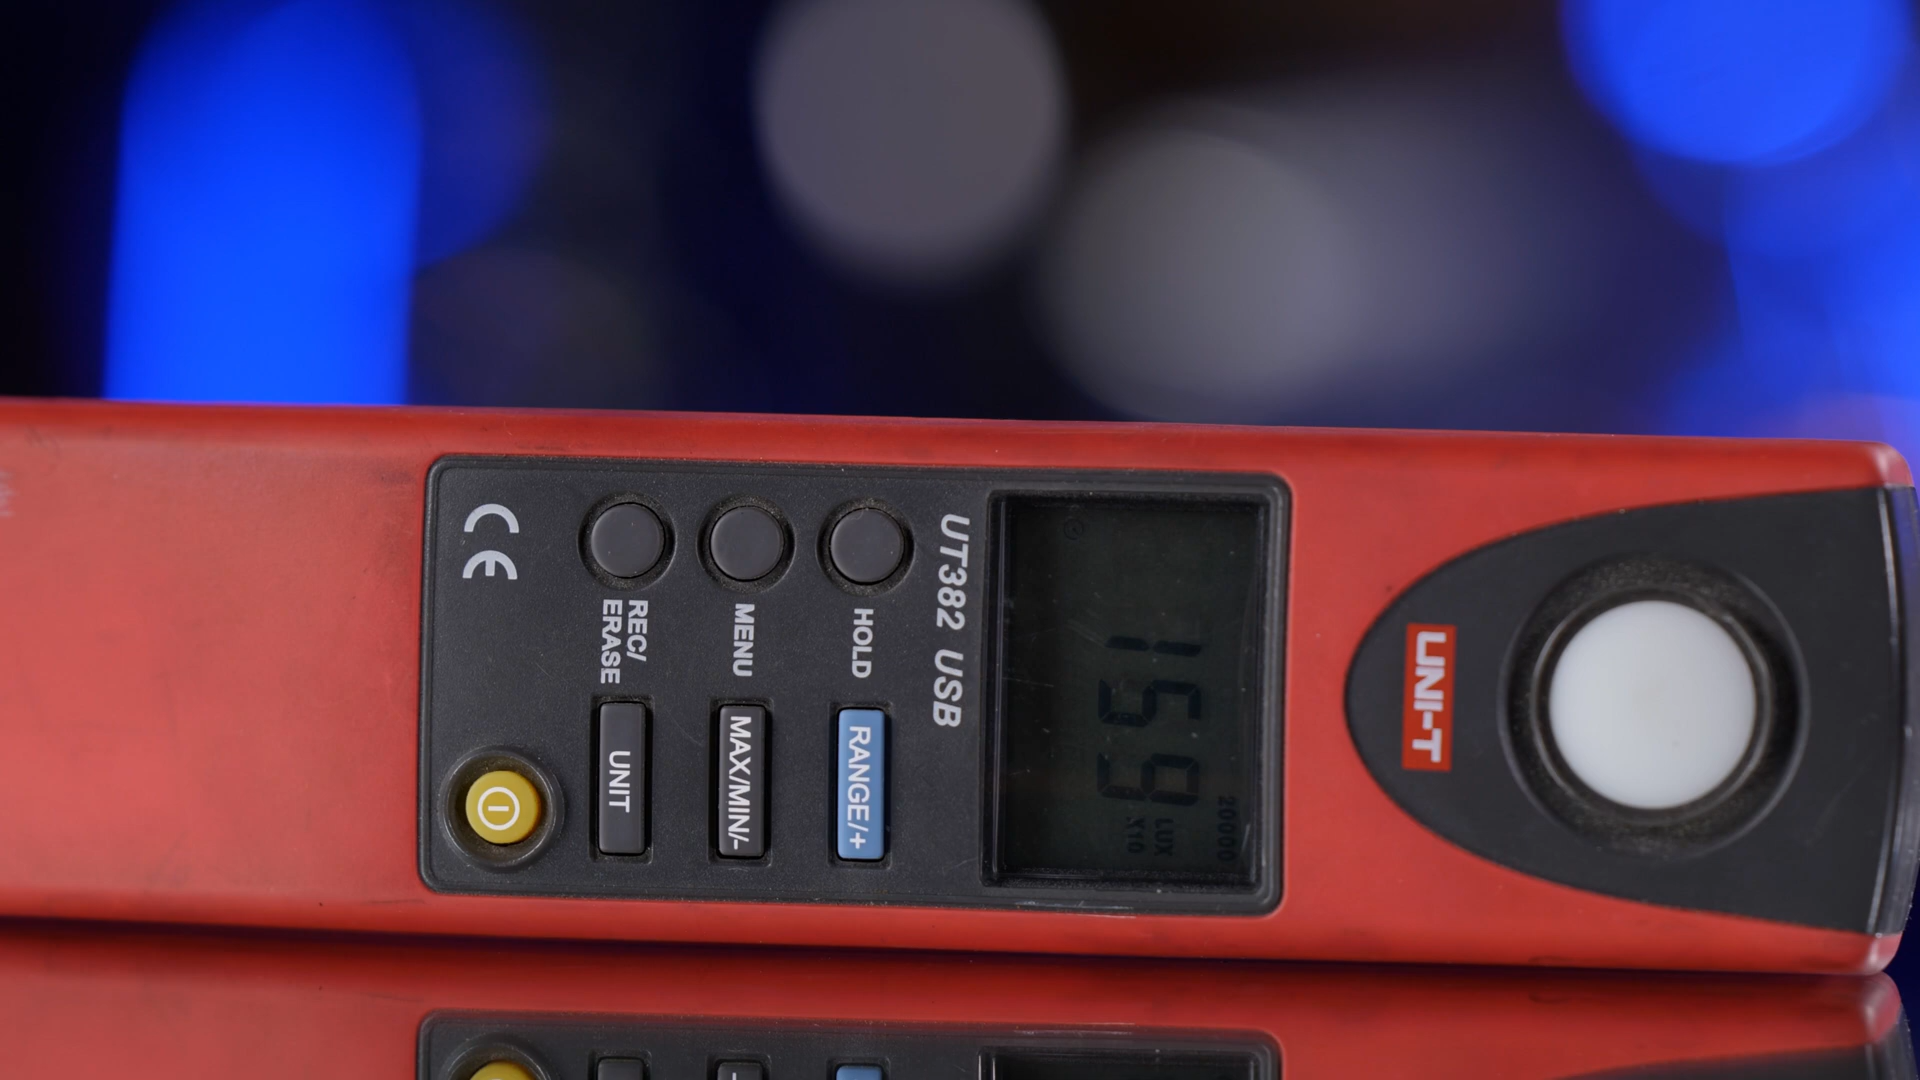 UNI-T
20000
159 LUX
X10
UT382 USB
HOLD RANGE/+
MENU MAX/MIN/-
REC/
ERASE UNIT
CE